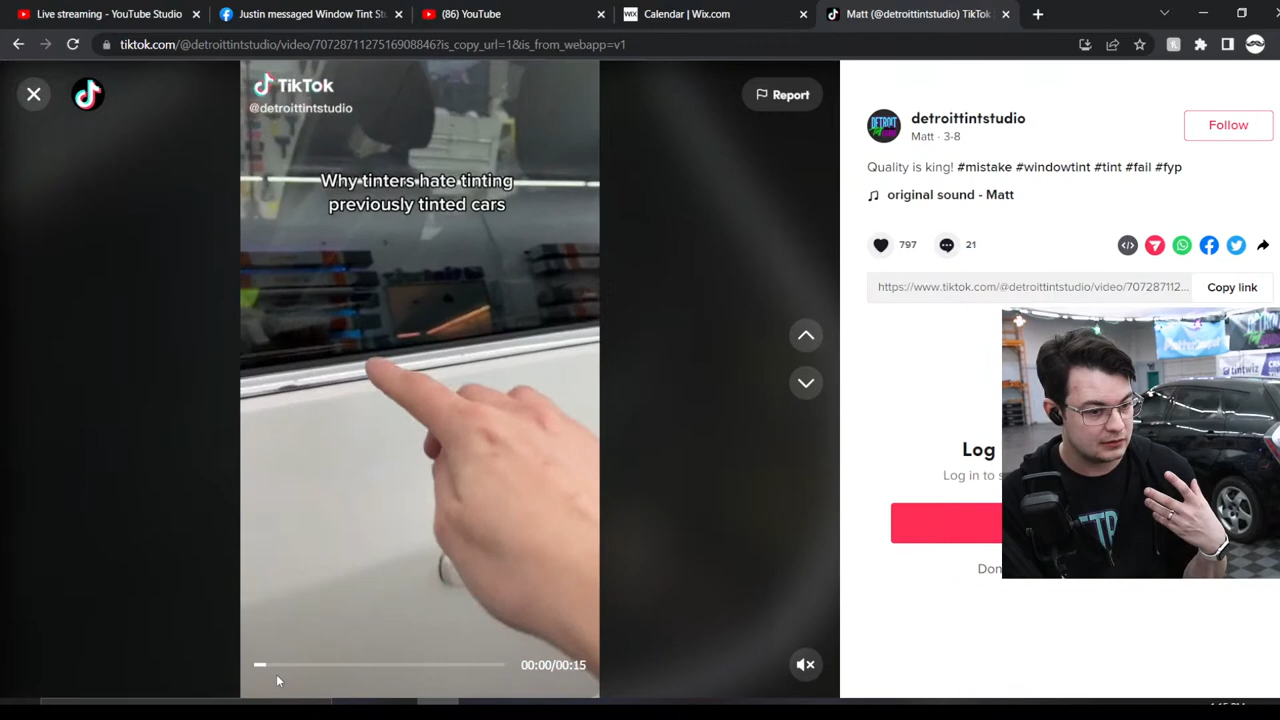 Live streaming - YouTube Studio
Justin messaged Window Tint St
(86) YouTube
WIX
Calendar | Wix.com
Matt (@detroittintstudio) TikTok |
tiktok.com/@detroittintstudio/video/7072871127516908846?is_copy_url=1&is_from_webapp=v1
TikTok
@detroittintstudio
Report
Why tinters hate tinting
previously tinted cars
00:00/00:15
detroittintstudio
Matt · 3-8
Follow
Quality is king! #mistake #windowtint #tint #fail #fyp
original sound - Matt
797
21
https://www.tiktok.com/@detroittintstudio/video/707287112...
Copy link
Log
Log in to s
Don
DETR
tintwiz